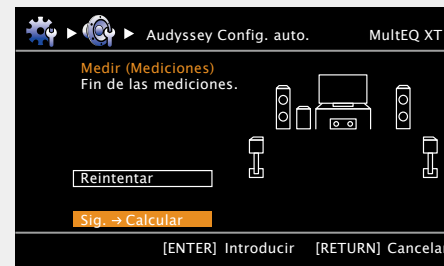 Audyssey Config. auto. MultEQ XT
Medir (Mediciones)
Fin de las mediciones.
Reintentar
Sig. → Calcular
[ENTER] Introducir [RETURN] Cancelar